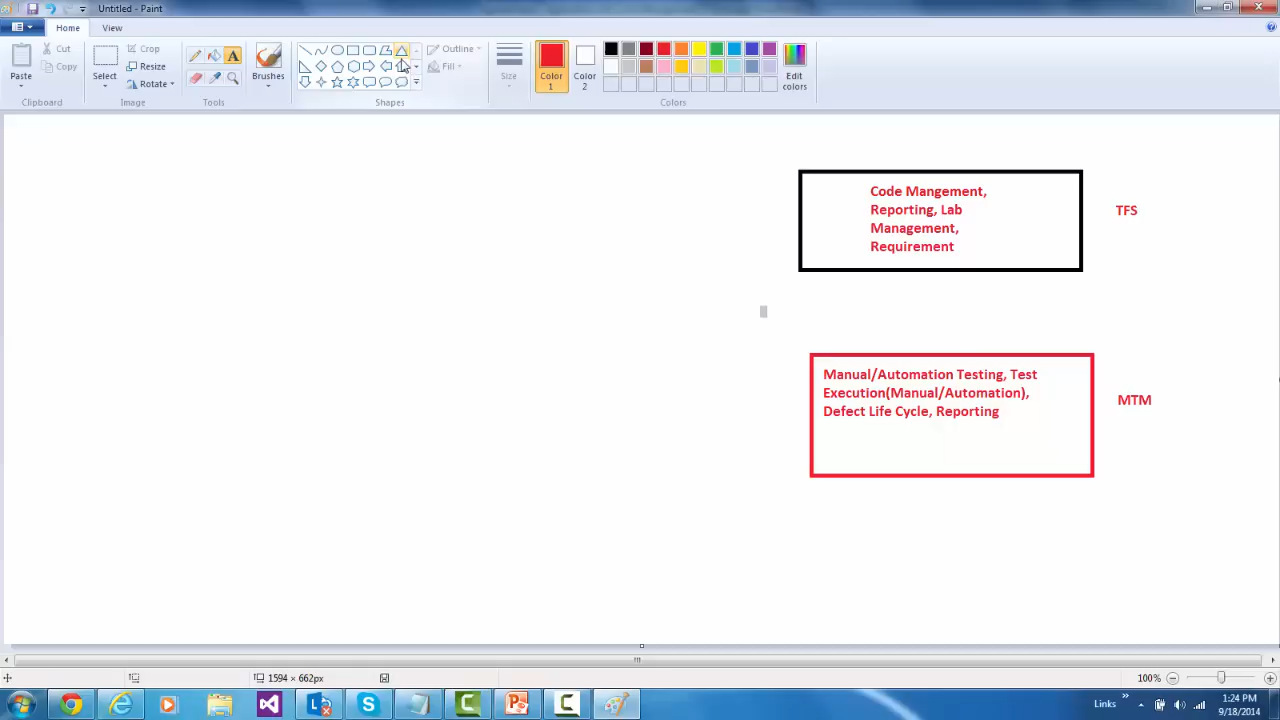 Untitled - Paint
Home
View
Paste
Cut
Copy
Clipboard
Select
Crop
Resize
Rotate
Image
Tools
Brushes
Shapes
Outline
Fill
Size
Color
1
Color
2
Edit
colors
Colors
Code Mangement,
Reporting, Lab
Management,
Requirement
TFS
Manual/Automation Testing, Test
Execution(Manual/Automation),
Defect Life Cycle, Reporting
MTM
1594 × 662px
100%
Links
1:24 PM
9/18/2014